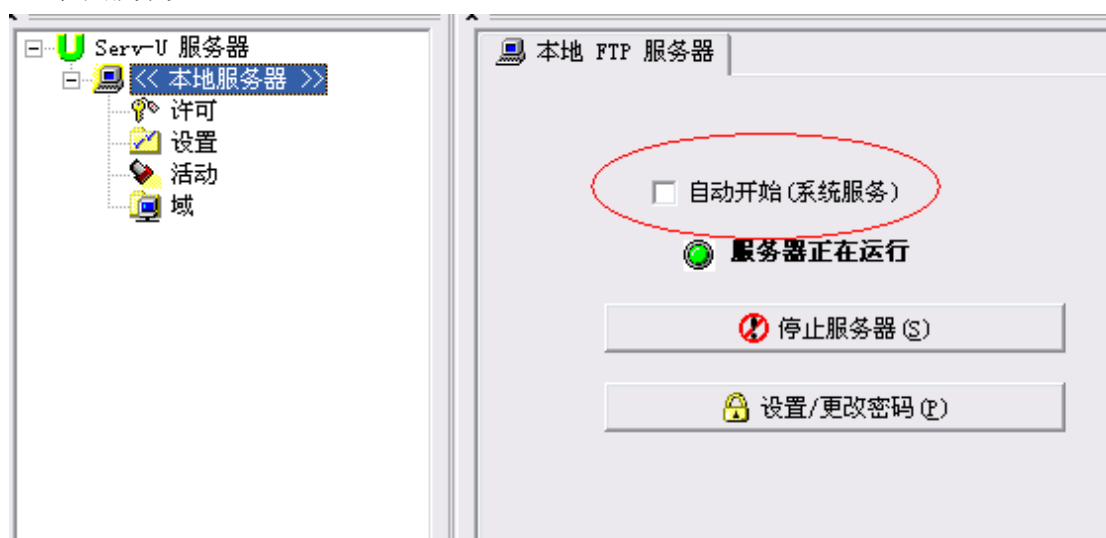 Serv-U 服务器
<< 本地服务器 >>
许可
设置
活动
域
本地 FTP 服务器
自动开始(系统服务)
服务器正在运行
停止服务器(S)
设置/更改密码(P)